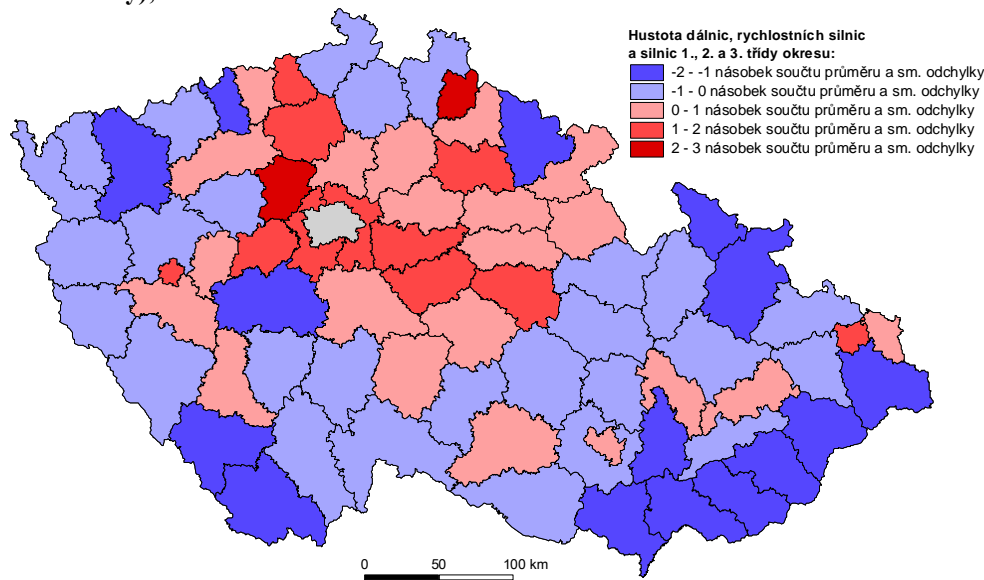 y),
Hustota dálnic, rychlostních silnic
a silnic 1., 2. a 3. třídy okresu:
-2 - -1 násobek součtu průměru a sm. odchylky
-1 - 0 násobek součtu průměru a sm. odchylky
0 - 1 násobek součtu průměru a sm. odchylky
1 - 2 násobek součtu průměru a sm. odchylky
2 - 3 násobek součtu průměru a sm. odchylky
0 50 100 km